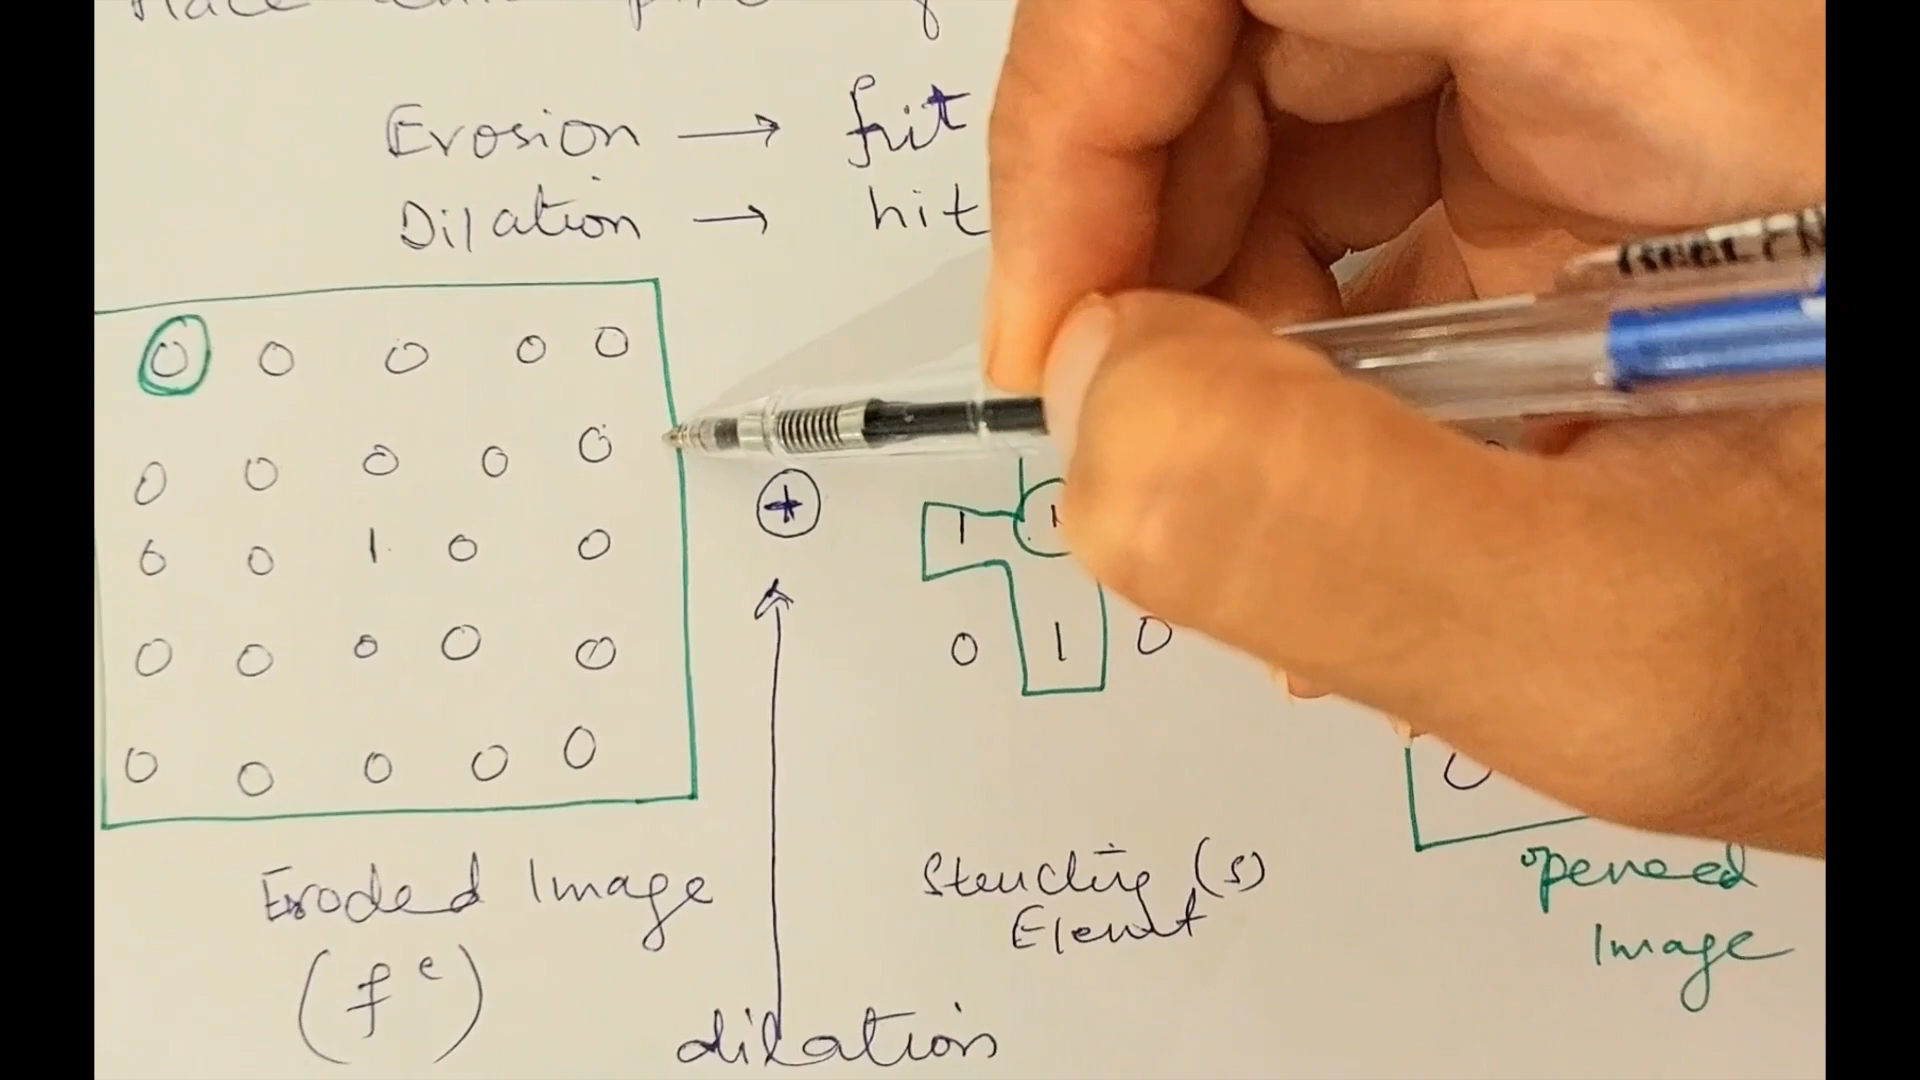 Erosion → fit
Dilation → hit
0 0 0 0 0
0 0 0 0 0
0 0 1 0 0
0 0 0 0 0
0 0 0 0 0
+
1 1
0 1 0
0
Eroded Image
(f e)
Structing (s)
Elemt
dilation
opened
Image